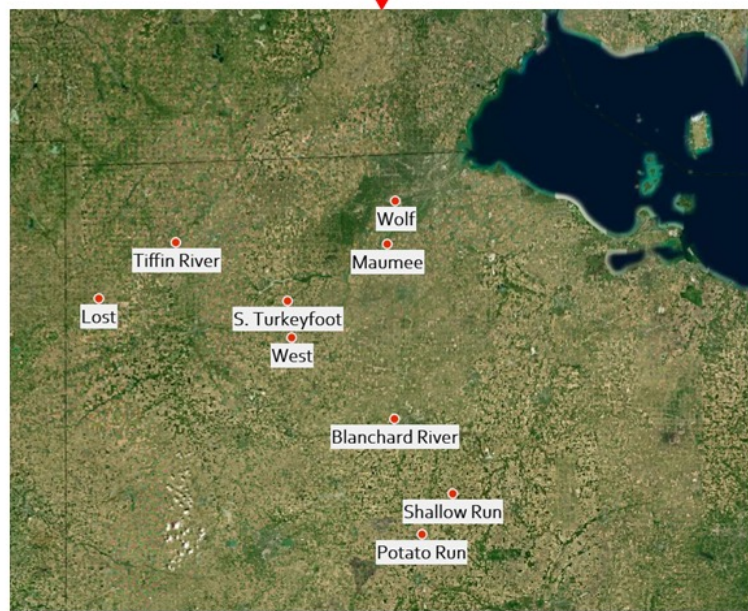 Wolf
Tiffin River
Maumee
Lost
S. Turkeyfoot
West
Blanchard River
Shallow Run
Potato Run